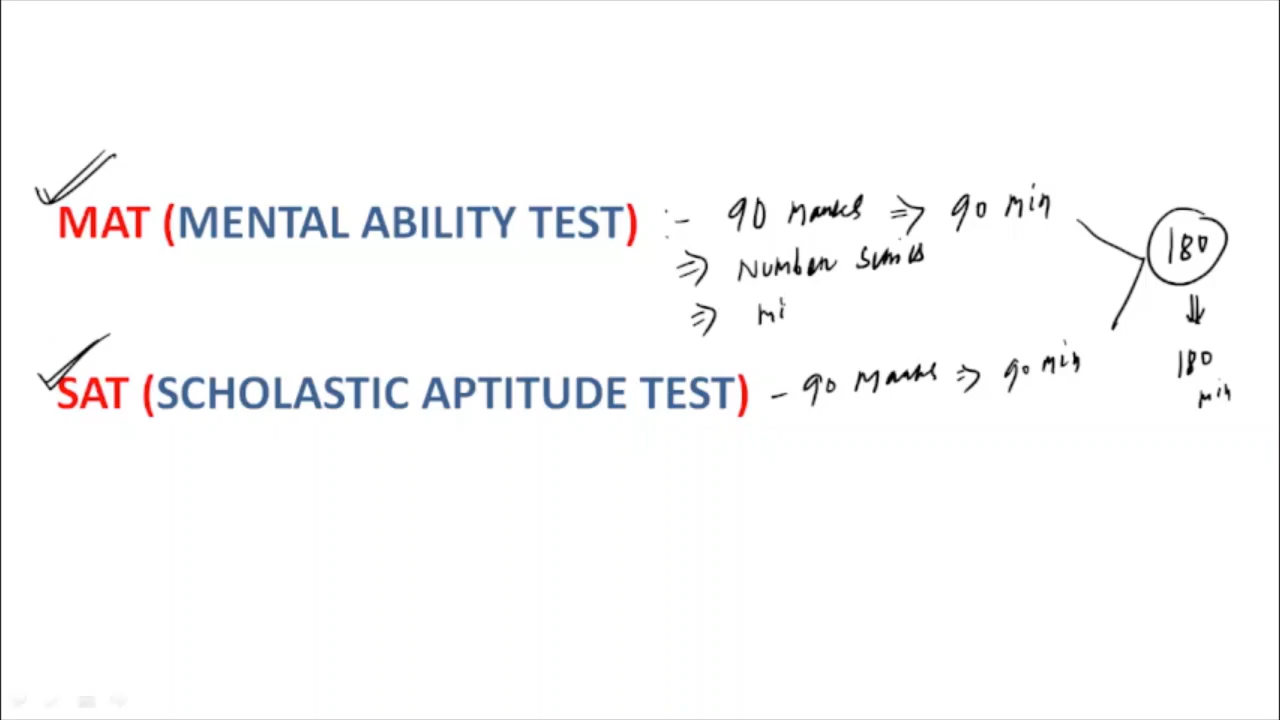 MAT (MENTAL ABILITY TEST) :- 90 Marks ⇒ 90 min
⇒ Number Series
⇒ mi
180
180
min
SAT (SCHOLASTIC APTITUDE TEST) - 90 Marks ⇒ 90 min